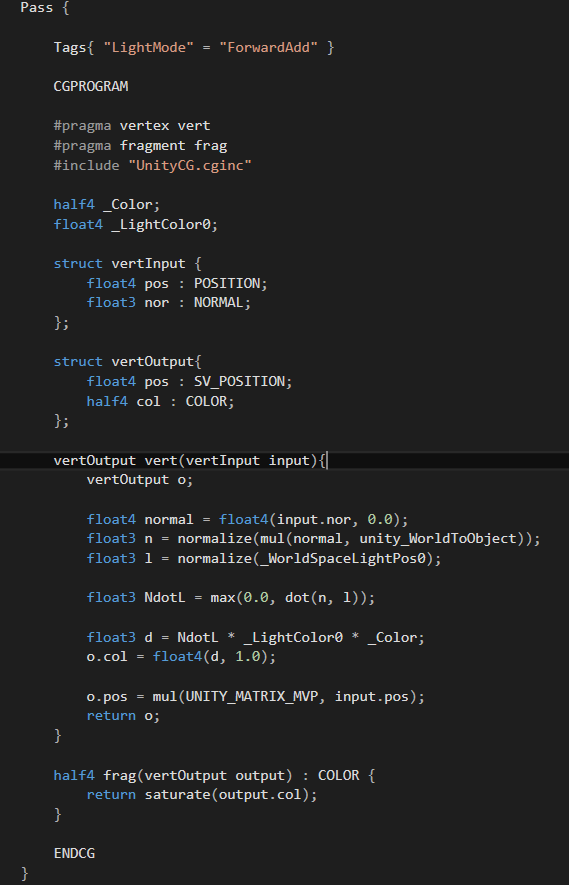 Pass {
Tags{ "LightMode" = "ForwardAdd" }
CGPROGRAM
#pragma vertex vert
#pragma fragment frag
#include "UnityCG.cginc"
half4 _Color;
float4 _LightColor0;
struct vertInput {
float4 pos : POSITION;
float3 nor : NORMAL;
};
struct vertOutput{
float4 pos : SV_POSITION;
half4 col : COLOR;
};
vertOutput vert(vertInput input){
vertOutput o;
float4 normal = float4(input.nor, 0.0);
float3 n = normalize(mul(normal, unity_WorldToObject));
float3 l = normalize(_WorldSpaceLightPos0);
float3 NdotL = max(0.0, dot(n, l));
float3 d = NdotL * _LightColor0 * _Color;
o.col = float4(d, 1.0);
o.pos = mul(UNITY_MATRIX_MVP, input.pos);
return o;
}
half4 frag(vertOutput output) : COLOR {
return saturate(output.col);
}
ENDCG
}